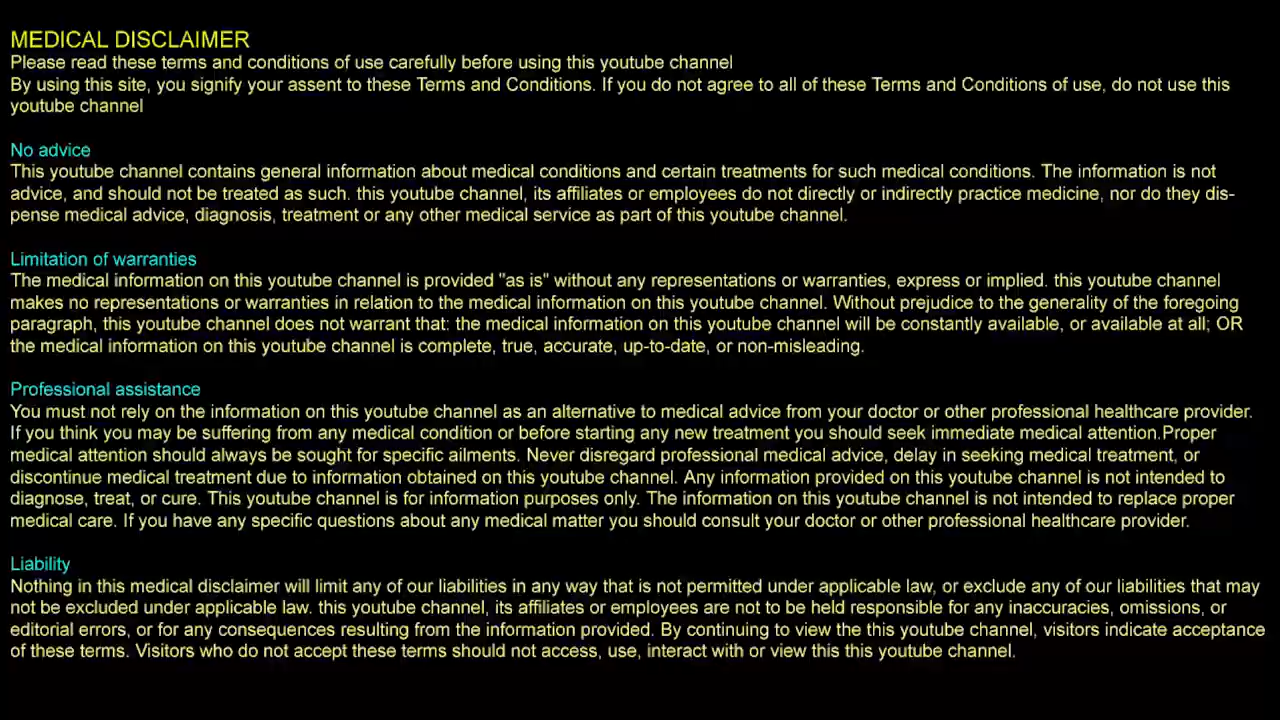 MEDICAL DISCLAIMER
Please read these terms and conditions of use carefully before using this youtube channel
By using this site, you signify your assent to these Terms and Conditions. If you do not agree to all of these Terms and Conditions of use, do not use this
youtube channel
No advice
This youtube channel contains general information about medical conditions and certain treatments for such medical conditions. The information is not
advice, and should not be treated as such. this youtube channel, its affiliates or employees do not directly or indirectly practice medicine, nor do they dis-
pense medical advice, diagnosis, treatment or any other medical service as part of this youtube channel.
Limitation of warranties
The medical information on this youtube channel is provided "as is" without any representations or warranties, express or implied. this youtube channel
makes no representations or warranties in relation to the medical information on this youtube channel. Without prejudice to the generality of the foregoing
paragraph, this youtube channel does not warrant that: the medical information on this youtube channel will be constantly available, or available at all; OR
the medical information on this youtube channel is complete, true, accurate, up-to-date, or non-misleading.
Professional assistance
You must not rely on the information on this youtube channel as an alternative to medical advice from your doctor or other professional healthcare provider.
If you think you may be suffering from any medical condition or before starting any new treatment you should seek immediate medical attention.Proper
medical attention should always be sought for specific ailments. Never disregard professional medical advice, delay in seeking medical treatment, or
discontinue medical treatment due to information obtained on this youtube channel. Any information provided on this youtube channel is not intended to
diagnose, treat, or cure. This youtube channel is for information purposes only. The information on this youtube channel is not intended to replace proper
medical care. If you have any specific questions about any medical matter you should consult your doctor or other professional healthcare provider.
Liability
Nothing in this medical disclaimer will limit any of our liabilities in any way that is not permitted under applicable law, or exclude any of our liabilities that may
not be excluded under applicable law. this youtube channel, its affiliates or employees are not to be held responsible for any inaccuracies, omissions, or
editorial errors, or for any consequences resulting from the information provided. By continuing to view the this youtube channel, visitors indicate acceptance
of these terms. Visitors who do not accept these terms should not access, use, interact with or view this this youtube channel.